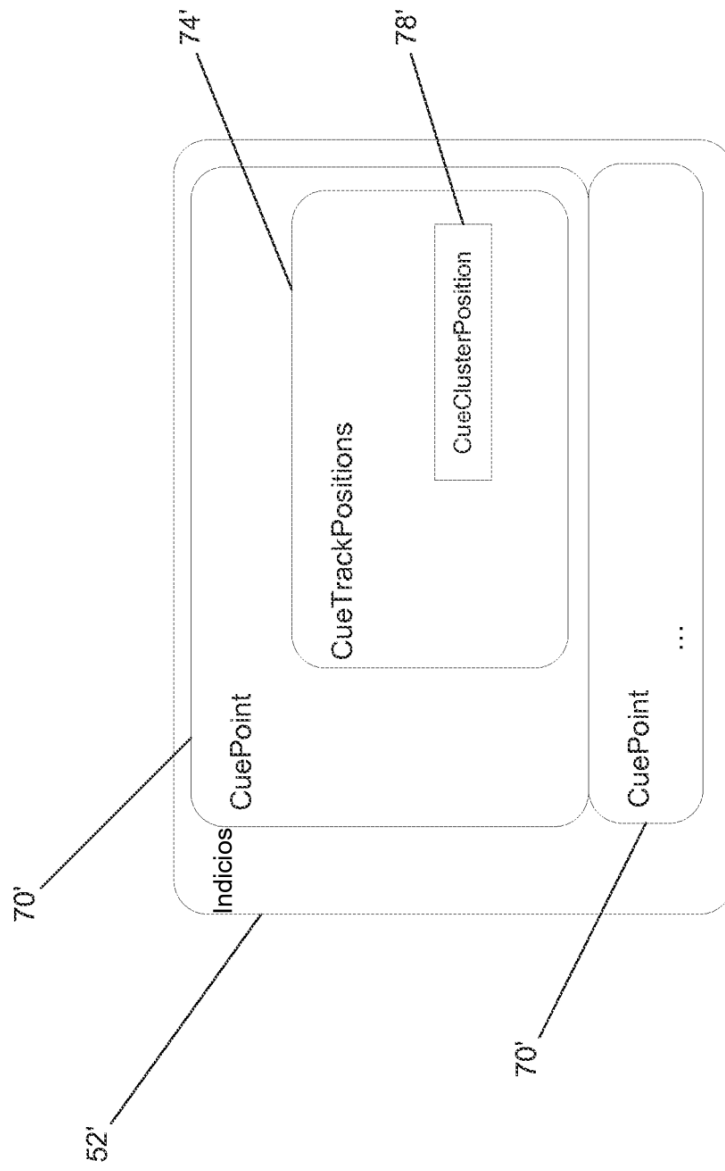 52'
70'
74'
78'
70'
Indicios
CuePoint
CueTrackPositions
CueClusterPosition
CuePoint
...